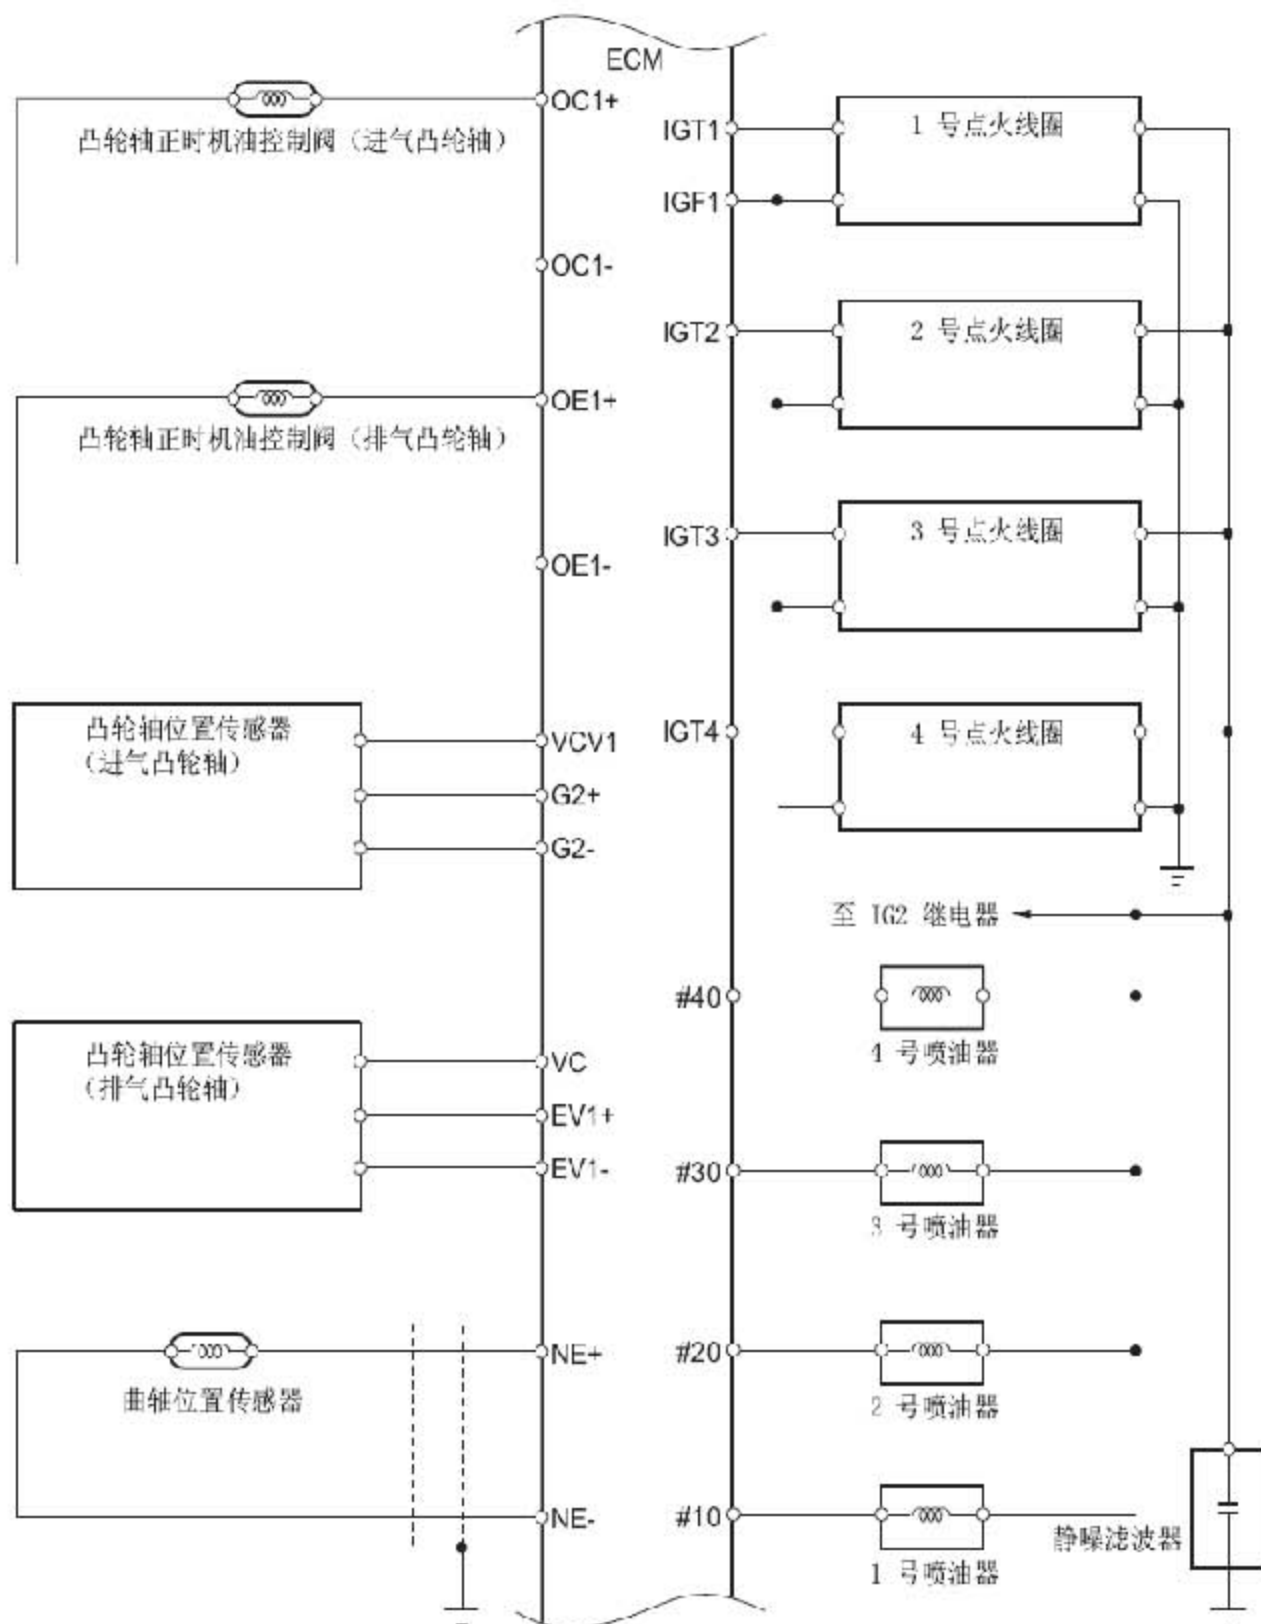 ECM
OC1+
凸轮轴正时机油控制阀（进气凸轮轴）
OC1-
OE1+
凸轮轴正时机油控制阀（排气凸轮轴）
OE1-
凸轮轴位置传感器
（进气凸轮轴）
VCV1
G2+
G2-
凸轮轴位置传感器
（排气凸轮轴）
VC
EV1+
EV1-
NE+
曲轴位置传感器
NE-
IGT1
1 号点火线圈
IGF1
IGT2
2 号点火线圈
IGT3
3 号点火线圈
IGT4
4 号点火线圈
至 IG2 继电器
#40
4 号喷油器
#30
3 号喷油器
#20
2 号喷油器
#10
静噪滤波器
1 号喷油器